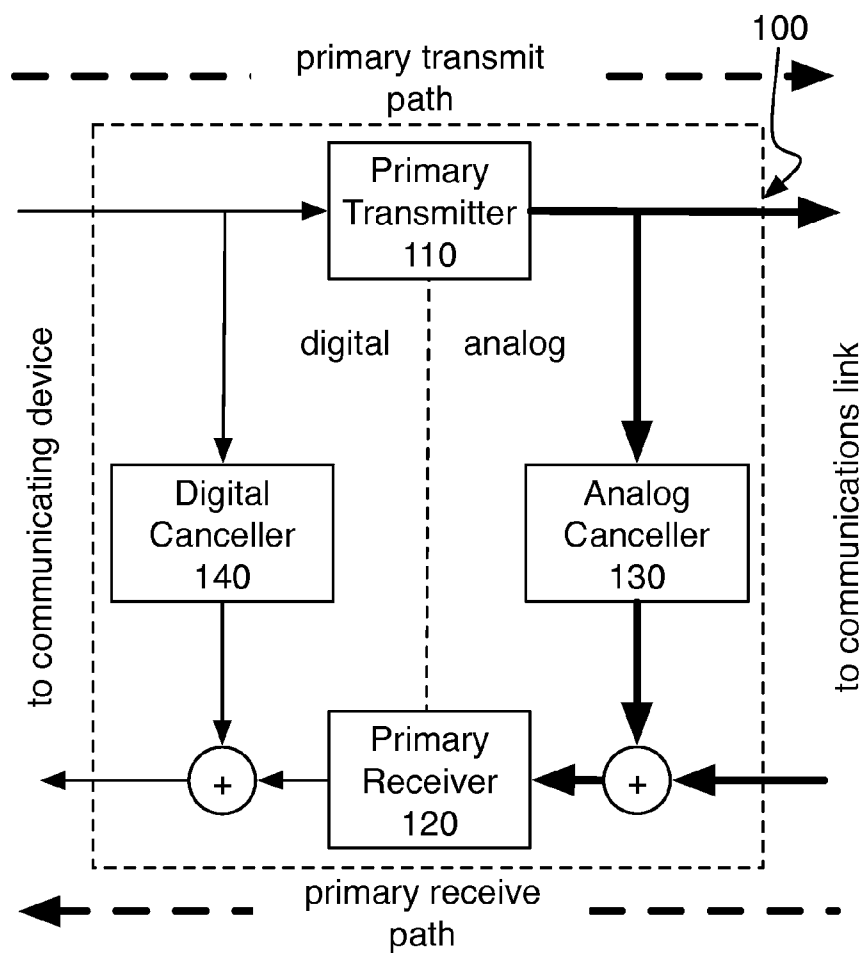 100
primary transmit
path
Primary
Transmitter
110
digital
analog
to communicating device
to communications link
Digital
Canceller
140
Analog
Canceller
130
Primary
Receiver
120
+
+
primary receive
path